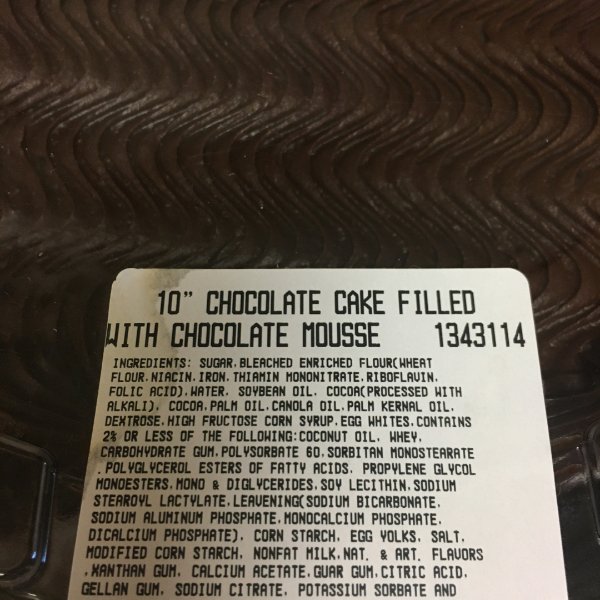 10" CHOCOLATE CAKE FILLED
WITH CHOCOLATE MOUSSE 1343114
INGREDIENTS: SUGAR,BLEACHED ENRICHED FLOUR(WHEAT
FLOUR,NIACIN,IRON,THIAMIN MONONITRATE,RIBOFLAVIN,
FOLIC ACID),WATER, SOYBEAN OIL, COCOA(PROCESSED WITH
ALKALI), COCOA,PALM OIL,CANOLA OIL,PALM KERNAL OIL,
DEXTROSE,HIGH FRUCTOSE CORN SYRUP,EGG WHITES,CONTAINS
2% OR LESS OF THE FOLLOWING:COCONUT OIL, WHEY,
CARBOHYDRATE GUM,POLYSORBATE 60,SORBITAN MONOSTEARATE
,POLYGLYCEROL ESTERS OF FATTY ACIDS, PROPYLENE GLYCOL
MONOESTERS,MONO & DIGLYCERIDES,SOY LECITHIN,SODIUM
STEAROYL LACTYLATE,LEAVENING(SODIUM BICARBONATE,
SODIUM ALUMINUM PHOSPHATE,MONOCALCIUM PHOSPHATE,
DICALCIUM PHOSPHATE), CORN STARCH, EGG YOLKS, SALT,
MODIFIED CORN STARCH, NONFAT MILK,NAT. & ART. FLAVORS
,XANTHAN GUM, CALCIUM ACETATE,GUAR GUM,CITRIC ACID,
GELLAN GUM, SODIUM CITRATE, POTASSIUM SORBATE AND